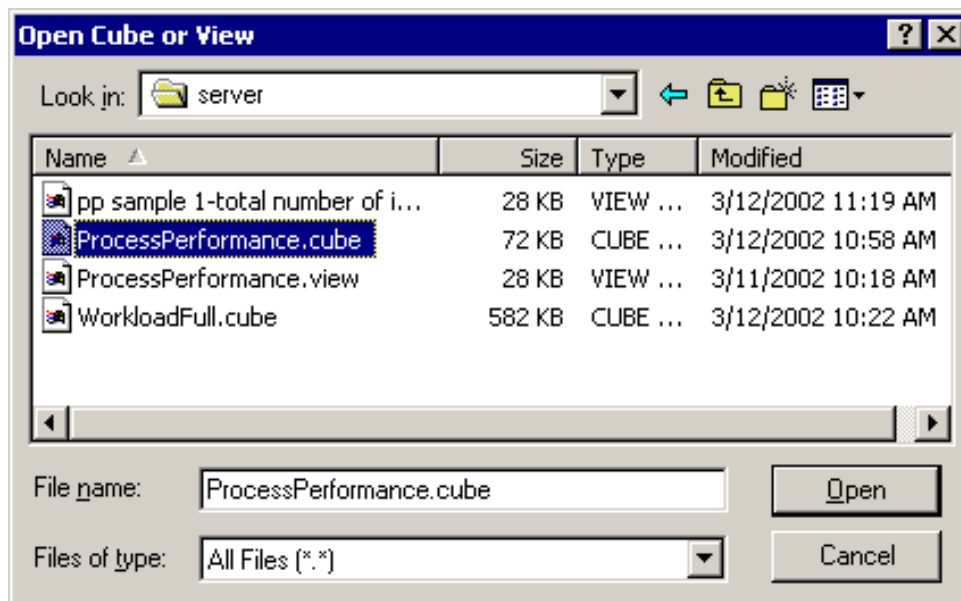 Open Cube or View
Look in: server
Name Size Type Modified
pp sample 1-total number of i... 28 KB VIEW ... 3/12/2002 11:19 AM
ProcessPerformance.cube 72 KB CUBE ... 3/12/2002 10:58 AM
ProcessPerformance.view 28 KB VIEW ... 3/11/2002 10:18 AM
WorkloadFull.cube 582 KB CUBE ... 3/12/2002 10:22 AM
File name: ProcessPerformance.cube Open
Files of type: All Files (*.*) Cancel